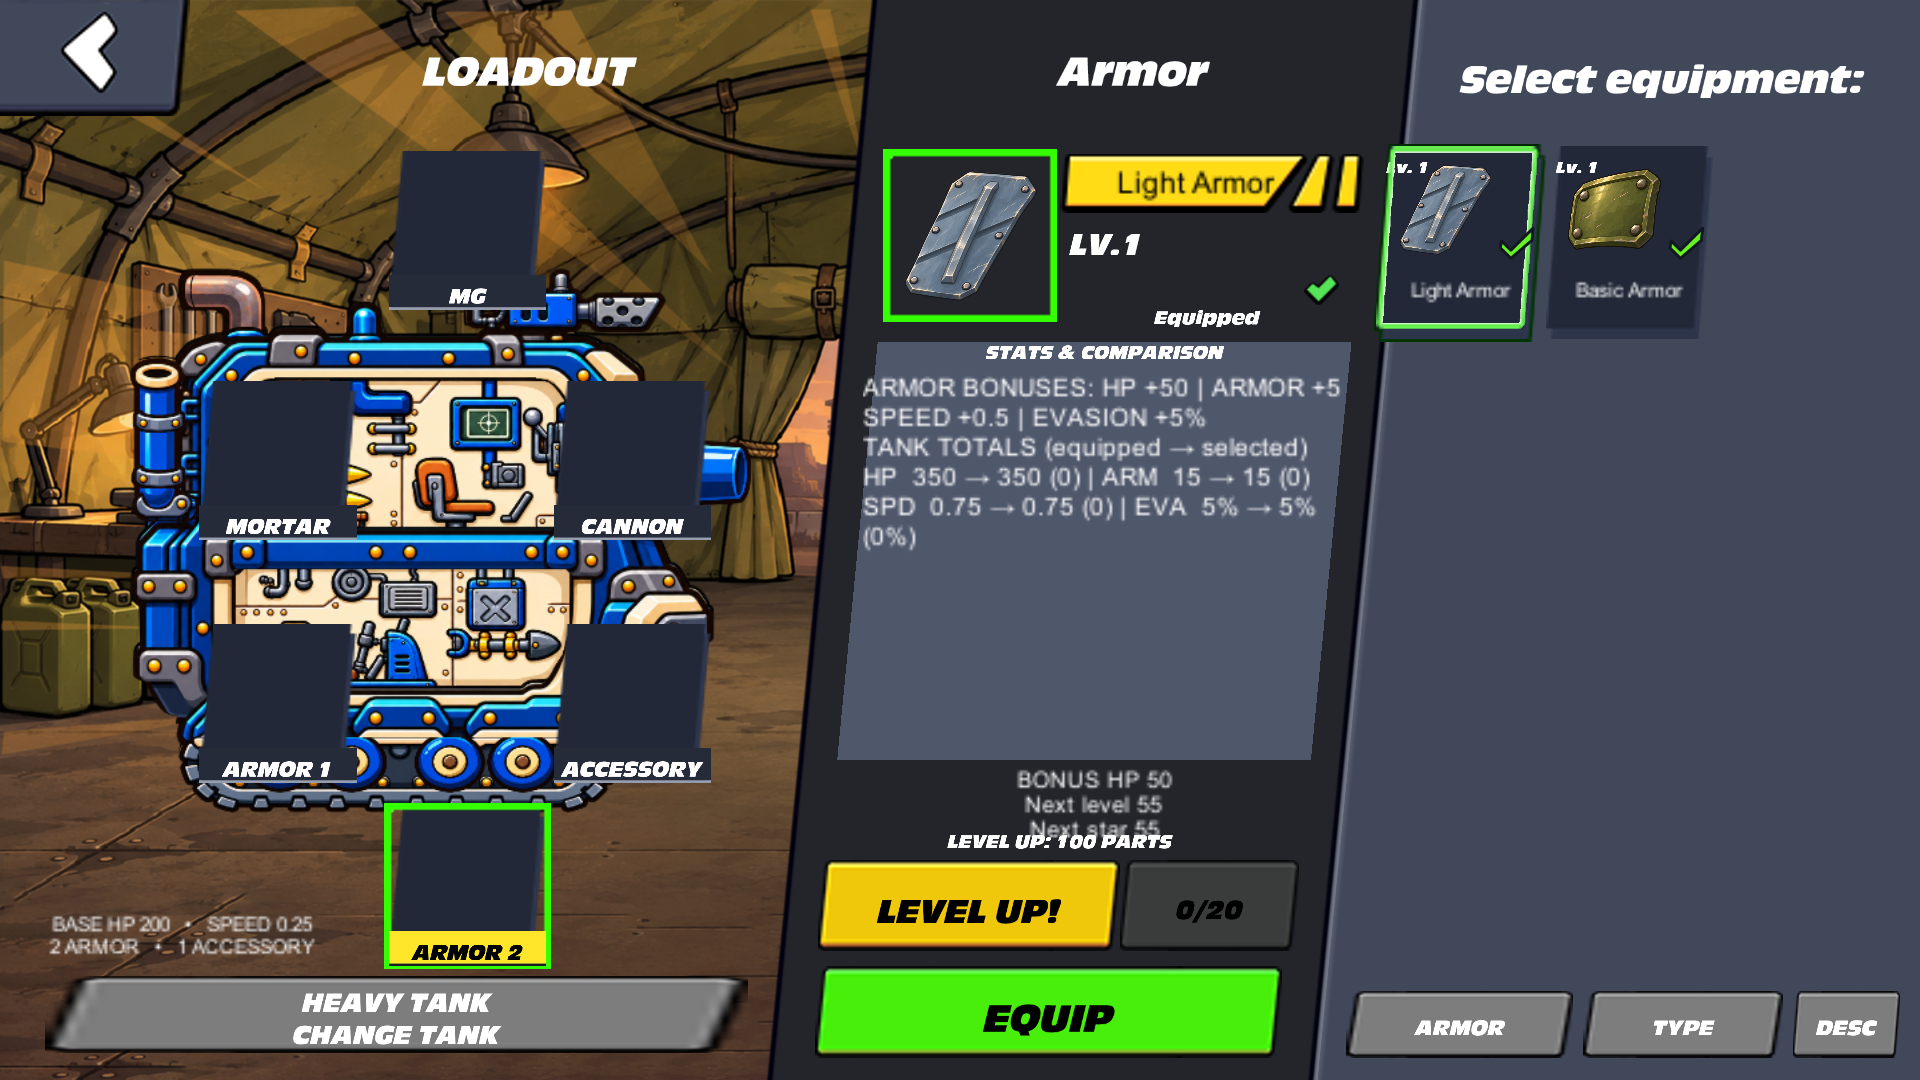 LOADOUT
MG
MORTAR
CANNON
ARMOR 1
ACCESSORY
ARMOR 2
BASE HP 200 • SPEED 0.25
2 ARMOR • 1 ACCESSORY
HEAVY TANK
CHANGE TANK
Armor
Light Armor
LV.1
Equipped
STATS & COMPARISON
ARMOR BONUSES: HP +50 | ARMOR +5
SPEED +0.5 | EVASION +5%
TANK TOTALS (equipped → selected)
HP 350 → 350 (0) | ARM 15 → 15 (0)
SPD 0.75 → 0.75 (0) | EVA 5% → 5%
(0%)
BONUS HP 50
Next level 55
Next star 55
LEVEL UP: 100 PARTS
LEVEL UP!
0/20
EQUIP
Select equipment:
Lv. 1
Light Armor
Lv. 1
Basic Armor
ARMOR
TYPE
DESC